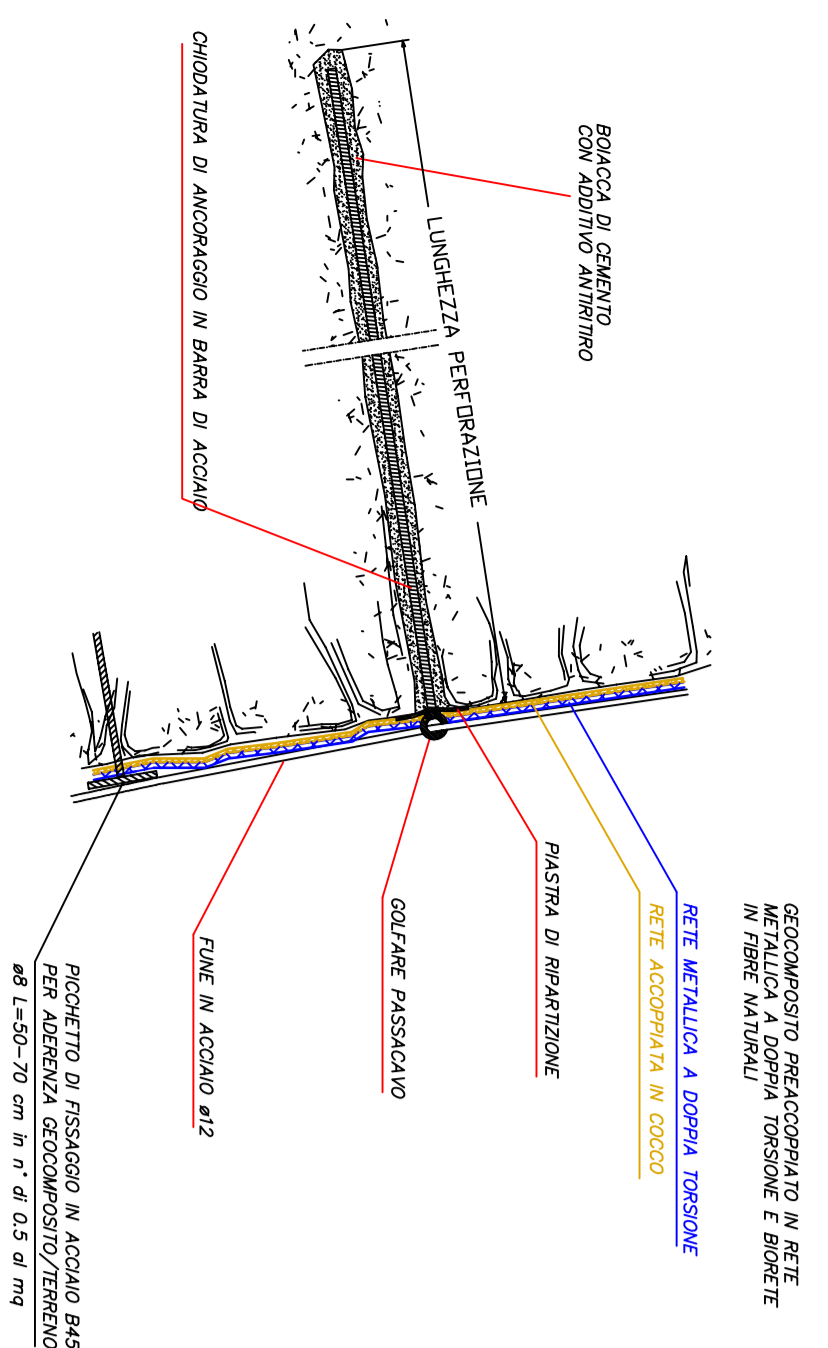 GEOCOMPOSITO PREACCOPPIATO IN RETE
METALLICA A DOPPIA TORSIONE E BIORETE
IN FIBRE NATURALI
RETE METALLICA A DOPPIA TORSIONE
RETE ACCOPPIATA IN COCCO
BOIACCA DI CEMENTO
CON ADDITIVO ANTIRITIRO
PIASTRA DI RIPARTIZIONE
LUNGHEZZA PERFORAZIONE
GOLFARE PASSACAVO
CHIODATURA DI ANCORAGGIO IN BARRA DI ACCIAIO
FUNE IN ACCIAIO ø12
PICCHETTO DI FISSAGGIO IN ACCIAIO B45
PER ADERENZA GEOCOMPOSITO/TERRENO
ø8 L=50-70 cm in n° di 0.5 al mq